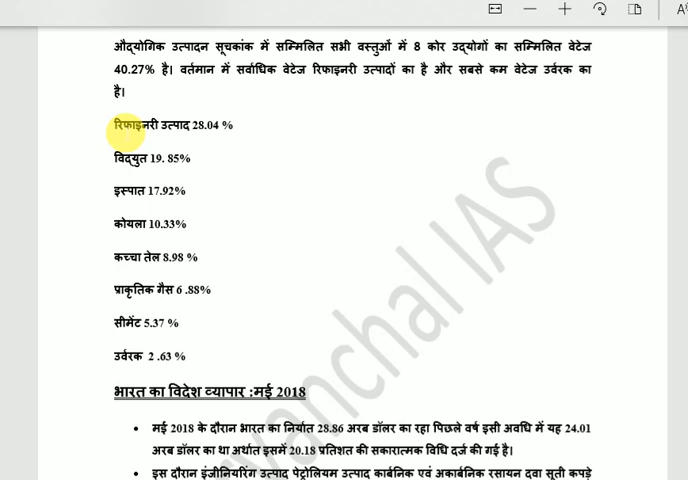 औद्योगिक उत्पादन सूचकांक में सम्मिलित सभी वस्तुओं में 8 कोर उद्योगों का सम्मिलित वेटेज
40.27% है। वर्तमान में सर्वाधिक वेटेज रिफाइनरी उत्पादों का है और सबसे कम वेटेज उर्वरक का
है।
रिफाइनरी उत्पाद 28.04 %
विद्युत 19. 85%
इस्पात 17.92%
कोयला 10.33%
कच्चा तेल 8.98 %
प्राकृतिक गैस 6 .88%
सीमेंट 5.37 %
उर्वरक 2 .63 %
भारत का विदेश व्यापार :मई 2018
• मई 2018 के दौरान भारत का निर्यात 28.86 अरब डॉलर का रहा पिछले वर्ष इसी अवधि में यह 24.01
अरब डॉलर का था अर्थात इसमें 20.18 प्रतिशत की सकारात्मक विधि दर्ज की गई है।
• इस दौरान इंजीनियरिंग उत्पाद पेट्रोलियम उत्पाद कार्बनिक एवं अकार्बनिक रसायन दवा सूती कपड़े
vanchal IAS